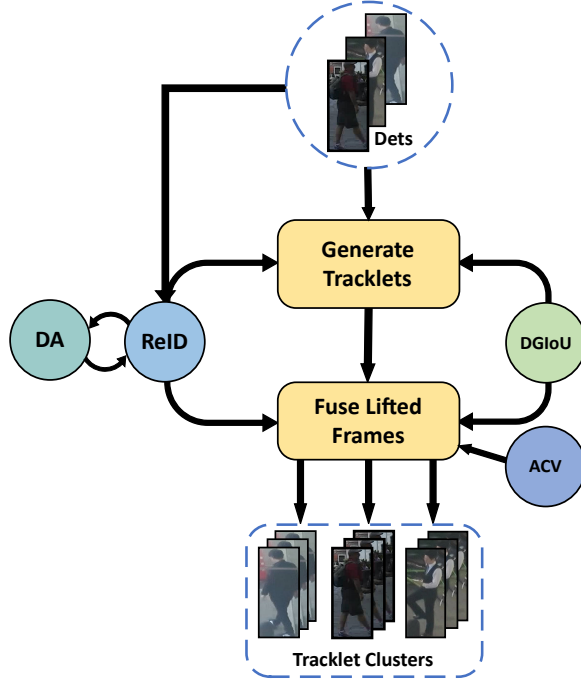 Dets
Generate
Tracklets
DA
ReID
DGIoU
Fuse Lifted
Frames
ACV
Tracklet Clusters